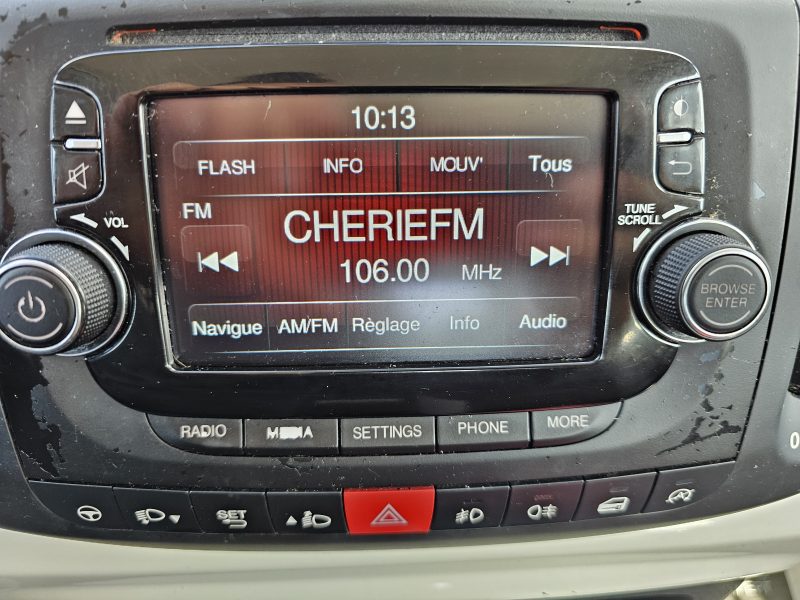 10:13
FLASH INFO MOUV' Tous
FM
CHERIEFM
106.00 MHz
Navigue AM/FM Règlage Info Audio
VOL
TUNE
SCROLL
BROWSE
ENTER
RADIO MEDIA SETTINGS PHONE MORE
SET